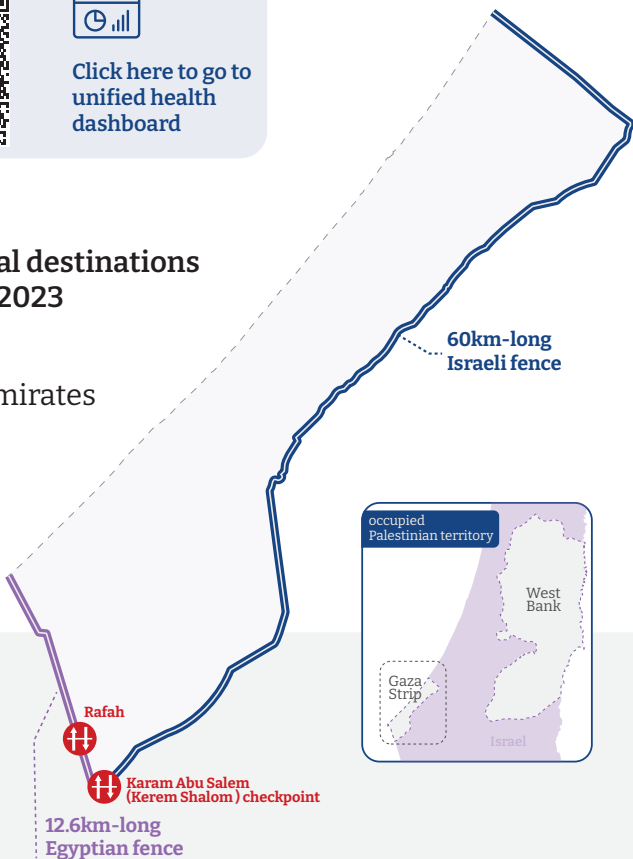 Click here to go to
unified health
dashboard
al destinations
2023
mirates
60km-long
Israeli fence
occupied
Palestinian territory
West
Bank
Gaza
Strip
Israel
Rafah
Karam Abu Salem
(Kerem Shalom ) checkpoint
12.6km-long
Egyptian fence